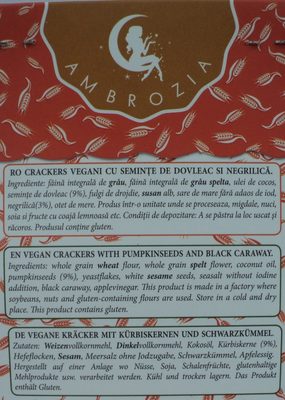 AMBROZIA
RO CRACKERS VEGANI CU SEMINȚE DE DOVLEAC SI NEGRILICĂ.
Ingrediente: făină integrală de grâu, făină integrală de grâu spelta, ulei de cocos,
semințe de dovleac (9%), fulgi de drojdie, susan alb, sare de mare fără adaos de iod,
negrilică(3%), otet de mere. Produs într-o unitate unde se proceseaza, migdale, nuci,
soia si fructe cu coajă lemnoasă etc. Condiții de depozitare: A se păstra la loc uscat și
răcoros. Produsul conține gluten.
EN VEGAN CRACKERS WITH PUMPKINSEEDS AND BLACK CARAWAY.
Ingredients: whole grain wheat flour, whole grain spelt flower, coconut oil,
pumpkinseeds (9%), yeastflakes, white sesame seeds, seasalt without iodine
addition, black caraway, applevinegar. This product is made in a factory where
soybeans, nuts and gluten-containing flours are used. Store in a cold and dry
place. This product contains gluten.
DE VEGANE KRÄCKER MIT KÜRBISKERNEN UND SCHWARZKÜMMEL.
Zutaten: Weizenvollkornmehl, Dinkelvollkornmehl, Kokosöl, Kürbiskerne (9%),
Hefeflocken, Sesam, Meersalz ohne Jodzugabe, Schwarzkümmel, Apfelessig.
Hergestellt auf einer Anlage wo Nüsse, Soja, Schalenfrüchte, glutenhaltige
Mehlprodukte usw. verarbeitet werden. Kühl und trocken lagern. Das Produkt
enthält Gluten.